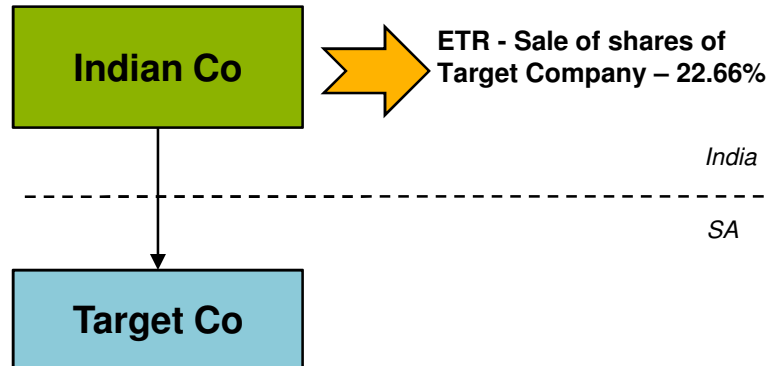 Indian Co
ETR - Sale of shares of
Target Company – 22.66%
India
SA
Target Co